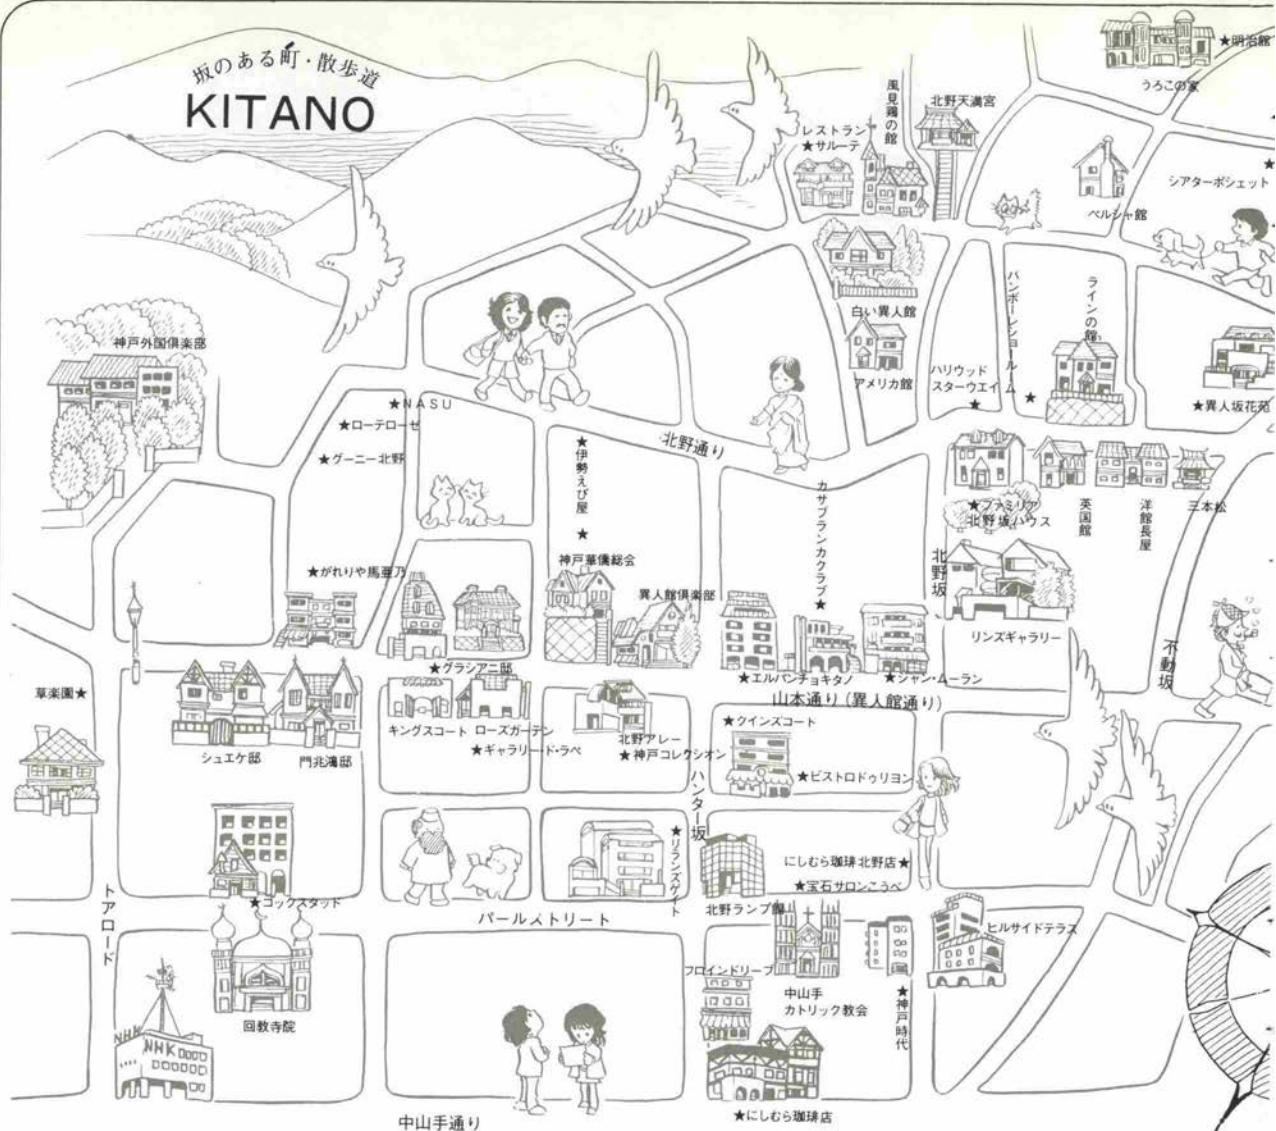 坂のある町・散歩道
KITANO
★明治館
うろこの家
風見鶏の館
北野天満宮
レストラン
★サルーテ
シアターポシェット
★
ペルシャ館
白い異人館
アメリカ館
ハリウッド
スターウエイ
★
バンボーレショールーム
★
ラインの館
★異人坂花苑
神戸外国倶楽部
★NASU
★ローテローゼ
★グーニー北野
北野通り
★伊勢えび屋
★
カサブランカクラブ
★
★ファミリア
北野坂ハウス
英国館
洋館長屋
三本松
★がれりや馬亜乃
神戸華僑総会
異人館倶楽部
北野坂
リンズギャラリー
不動坂
★グラシアニ邸
★エルパンチョキタノ
★シャン・ムーラン
山本通り(異人館通り)
草楽園★
シュエケ邸
門兆鴻邸
キングスコート
ローズガーデン
★ギャラリー・ド・ラペ
北野アレー
★神戸コレクション
★クインズコート
★ビストロドゥリヨン
ハンター坂
★リランズゲイト
にしむら珈琲北野店★
★宝石サロンこうべ
北野ランプ館
トアロード
★ゴックスタッド
パールストリート
ヒルサイドテラス
フロインドリーブ
中山手
カトリック教会
★神戸時代
回教寺院
NHK
NHK
★にしむら珈琲店
中山手通り